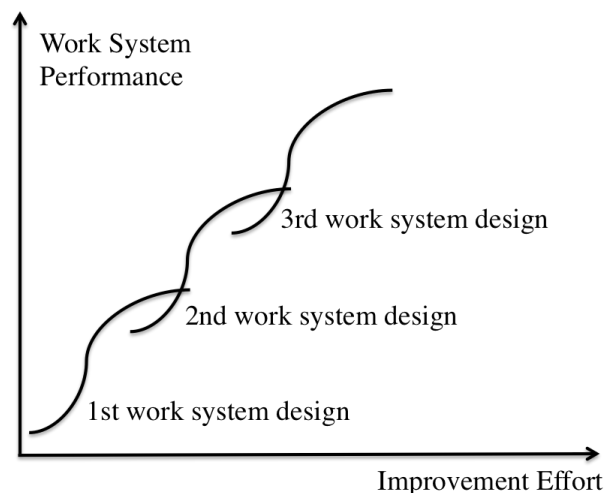 Work System
Performance
3rd work system design
2nd work system design
1st work system design
Improvement Effort